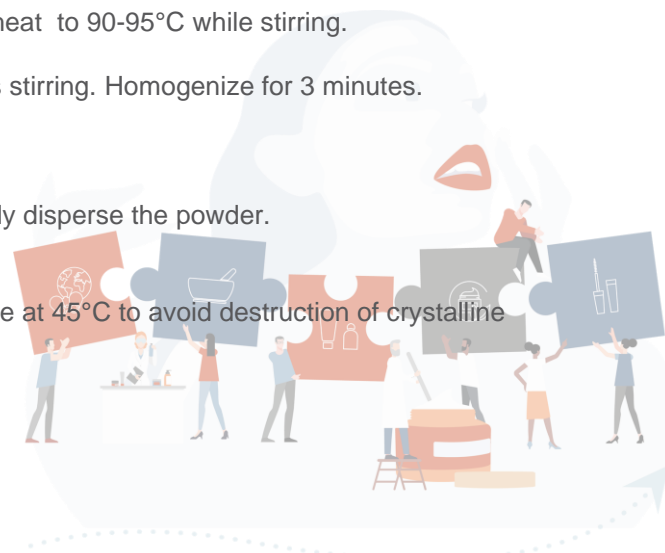 neat to 90-95°C while stirring.
s stirring. Homogenize for 3 minutes.
ly disperse the powder.
e at 45°C to avoid destruction of crystalline